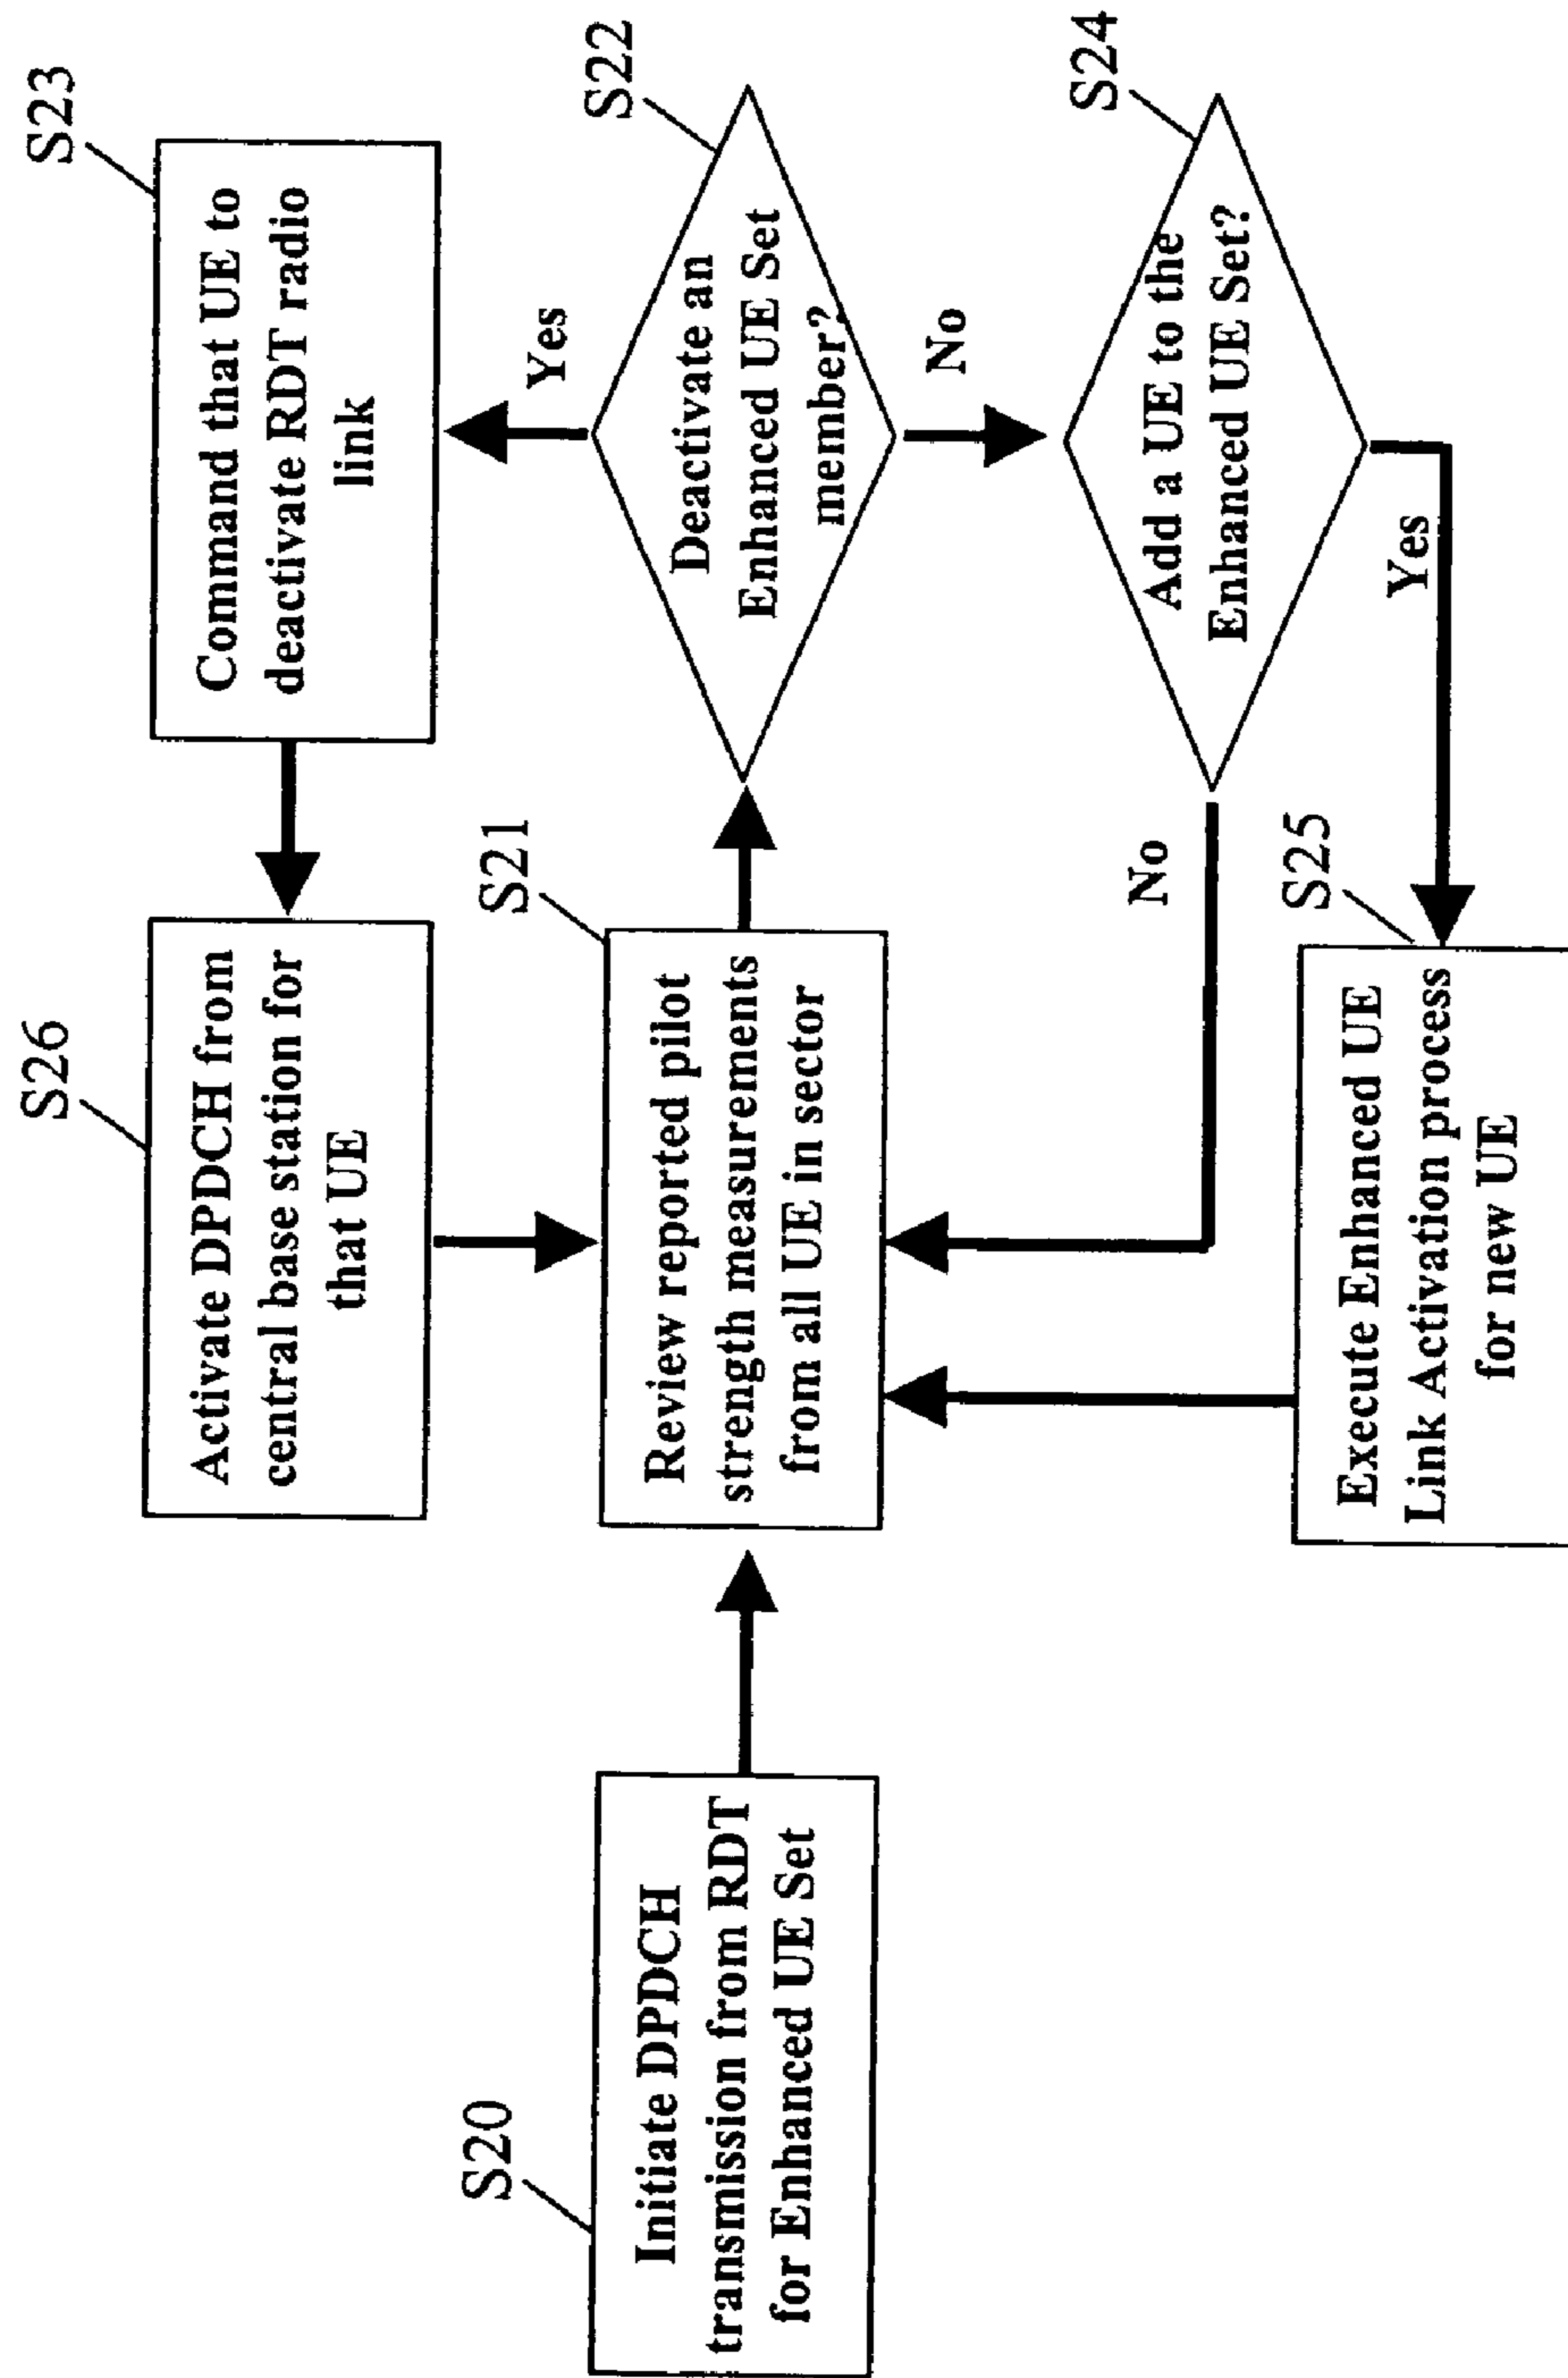 S20
Initiate DPDCH
transmission from RDT
for Enhanced UE Set
S26
Activate DPDCH from
central base station for
that UE
S23
Command that UE to
deactivate RDT radio
link
S21
Review reported pilot
strength measurements
from all UE in sector
Yes
S22
Deactivate an
Enhanced UE Set
member?
No
No
S24
Add a UE to the
Enhanced UE Set?
Yes
S25
Execute Enhanced UE
Link Activation process
for new UE